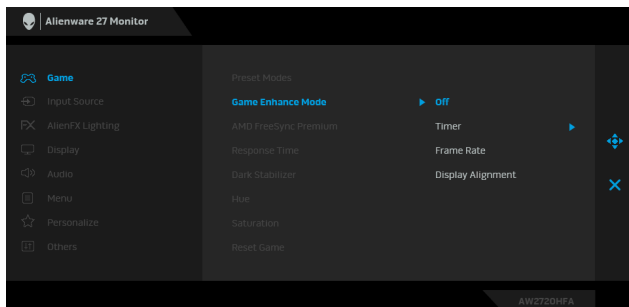 Alienware 27 Monitor
Game
Input Source
AlienFX Lighting
Display
Audio
Menu
Personalize
Others
Preset Modes
Game Enhance Mode
AMD FreeSync Premium
Response Time
Dark Stabilizer
Hue
Saturation
Reset Game
Off
Timer
Frame Rate
Display Alignment
AW2720HFA